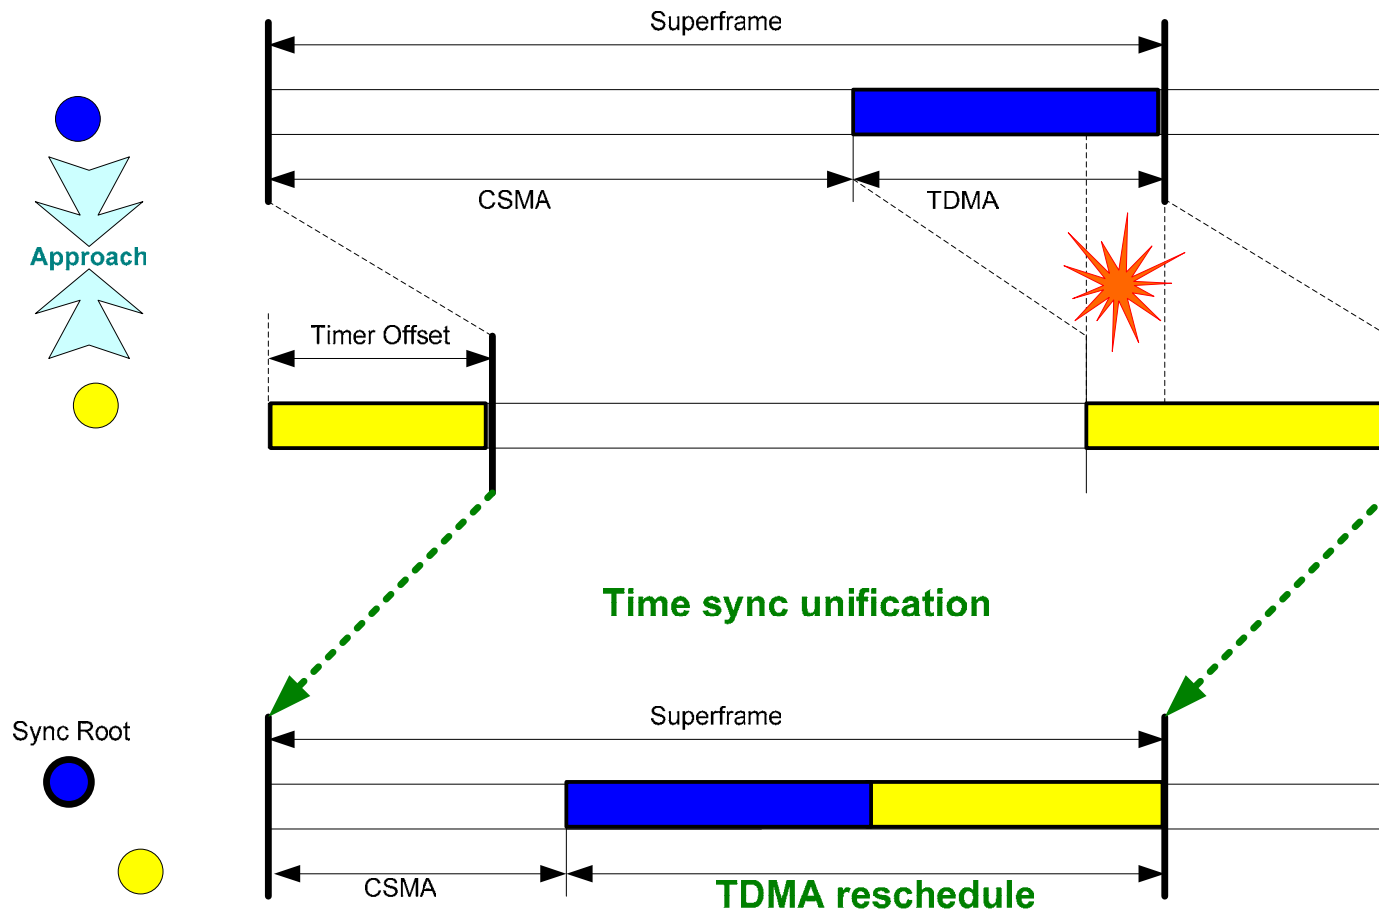 Superframe
CSMA
TDMA
Approach
Timer Offset
Time sync unification
Superframe
Sync Root
CSMA
TDMA reschedule